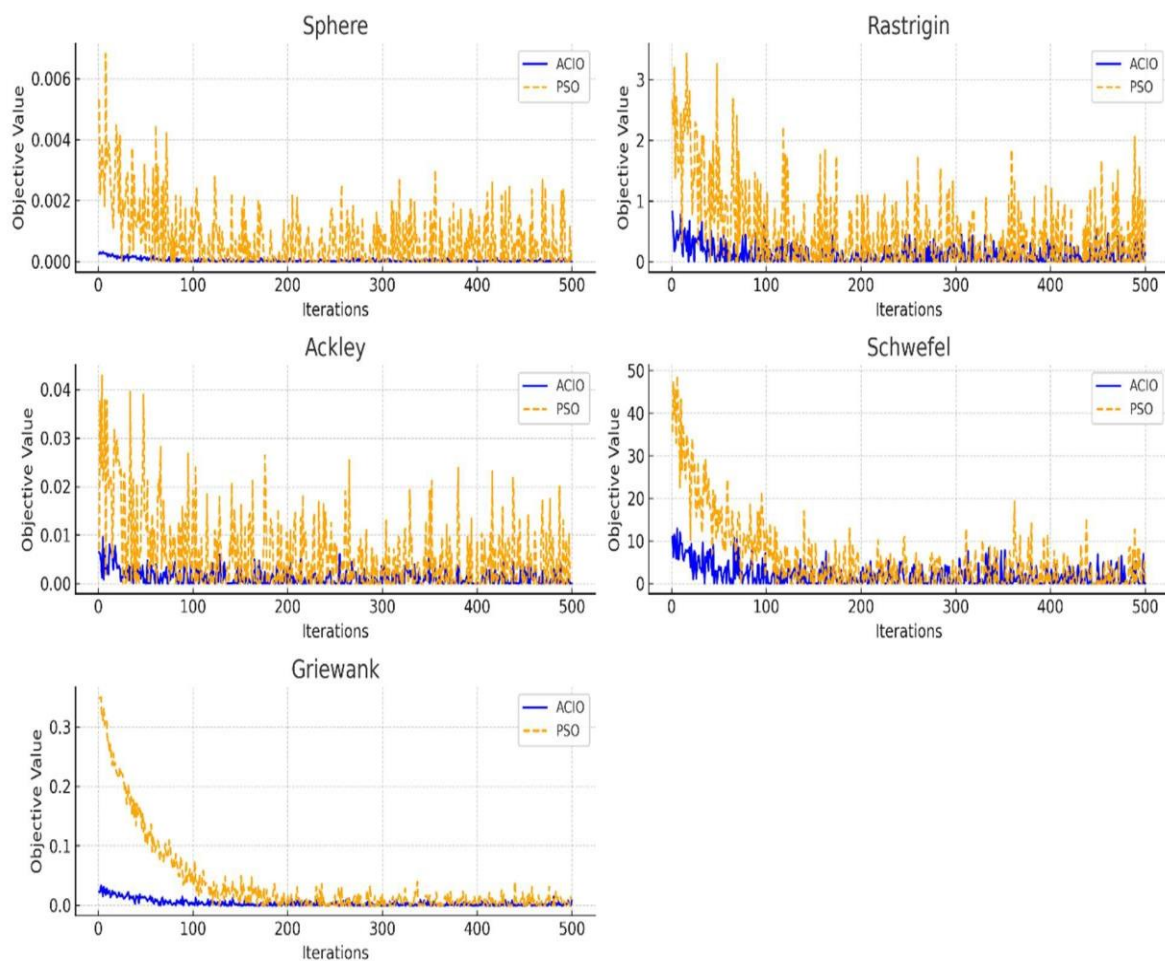 Sphere
Objective Value
0.006
0.004
0.002
0.000
0 100 200 300 400 500
Iterations
ACIO
PSO
Rastrigin
Objective Value
3
2
1
0
0 100 200 300 400 500
Iterations
ACIO
PSO
Ackley
Objective Value
0.04
0.03
0.02
0.01
0.00
0 100 200 300 400 500
Iterations
ACIO
PSO
Schwefel
Objective Value
50
40
30
20
10
0
0 100 200 300 400 500
Iterations
ACIO
PSO
Griewank
Objective Value
0.3
0.2
0.1
0.0
0 100 200 300 400 500
Iterations
ACIO
PSO